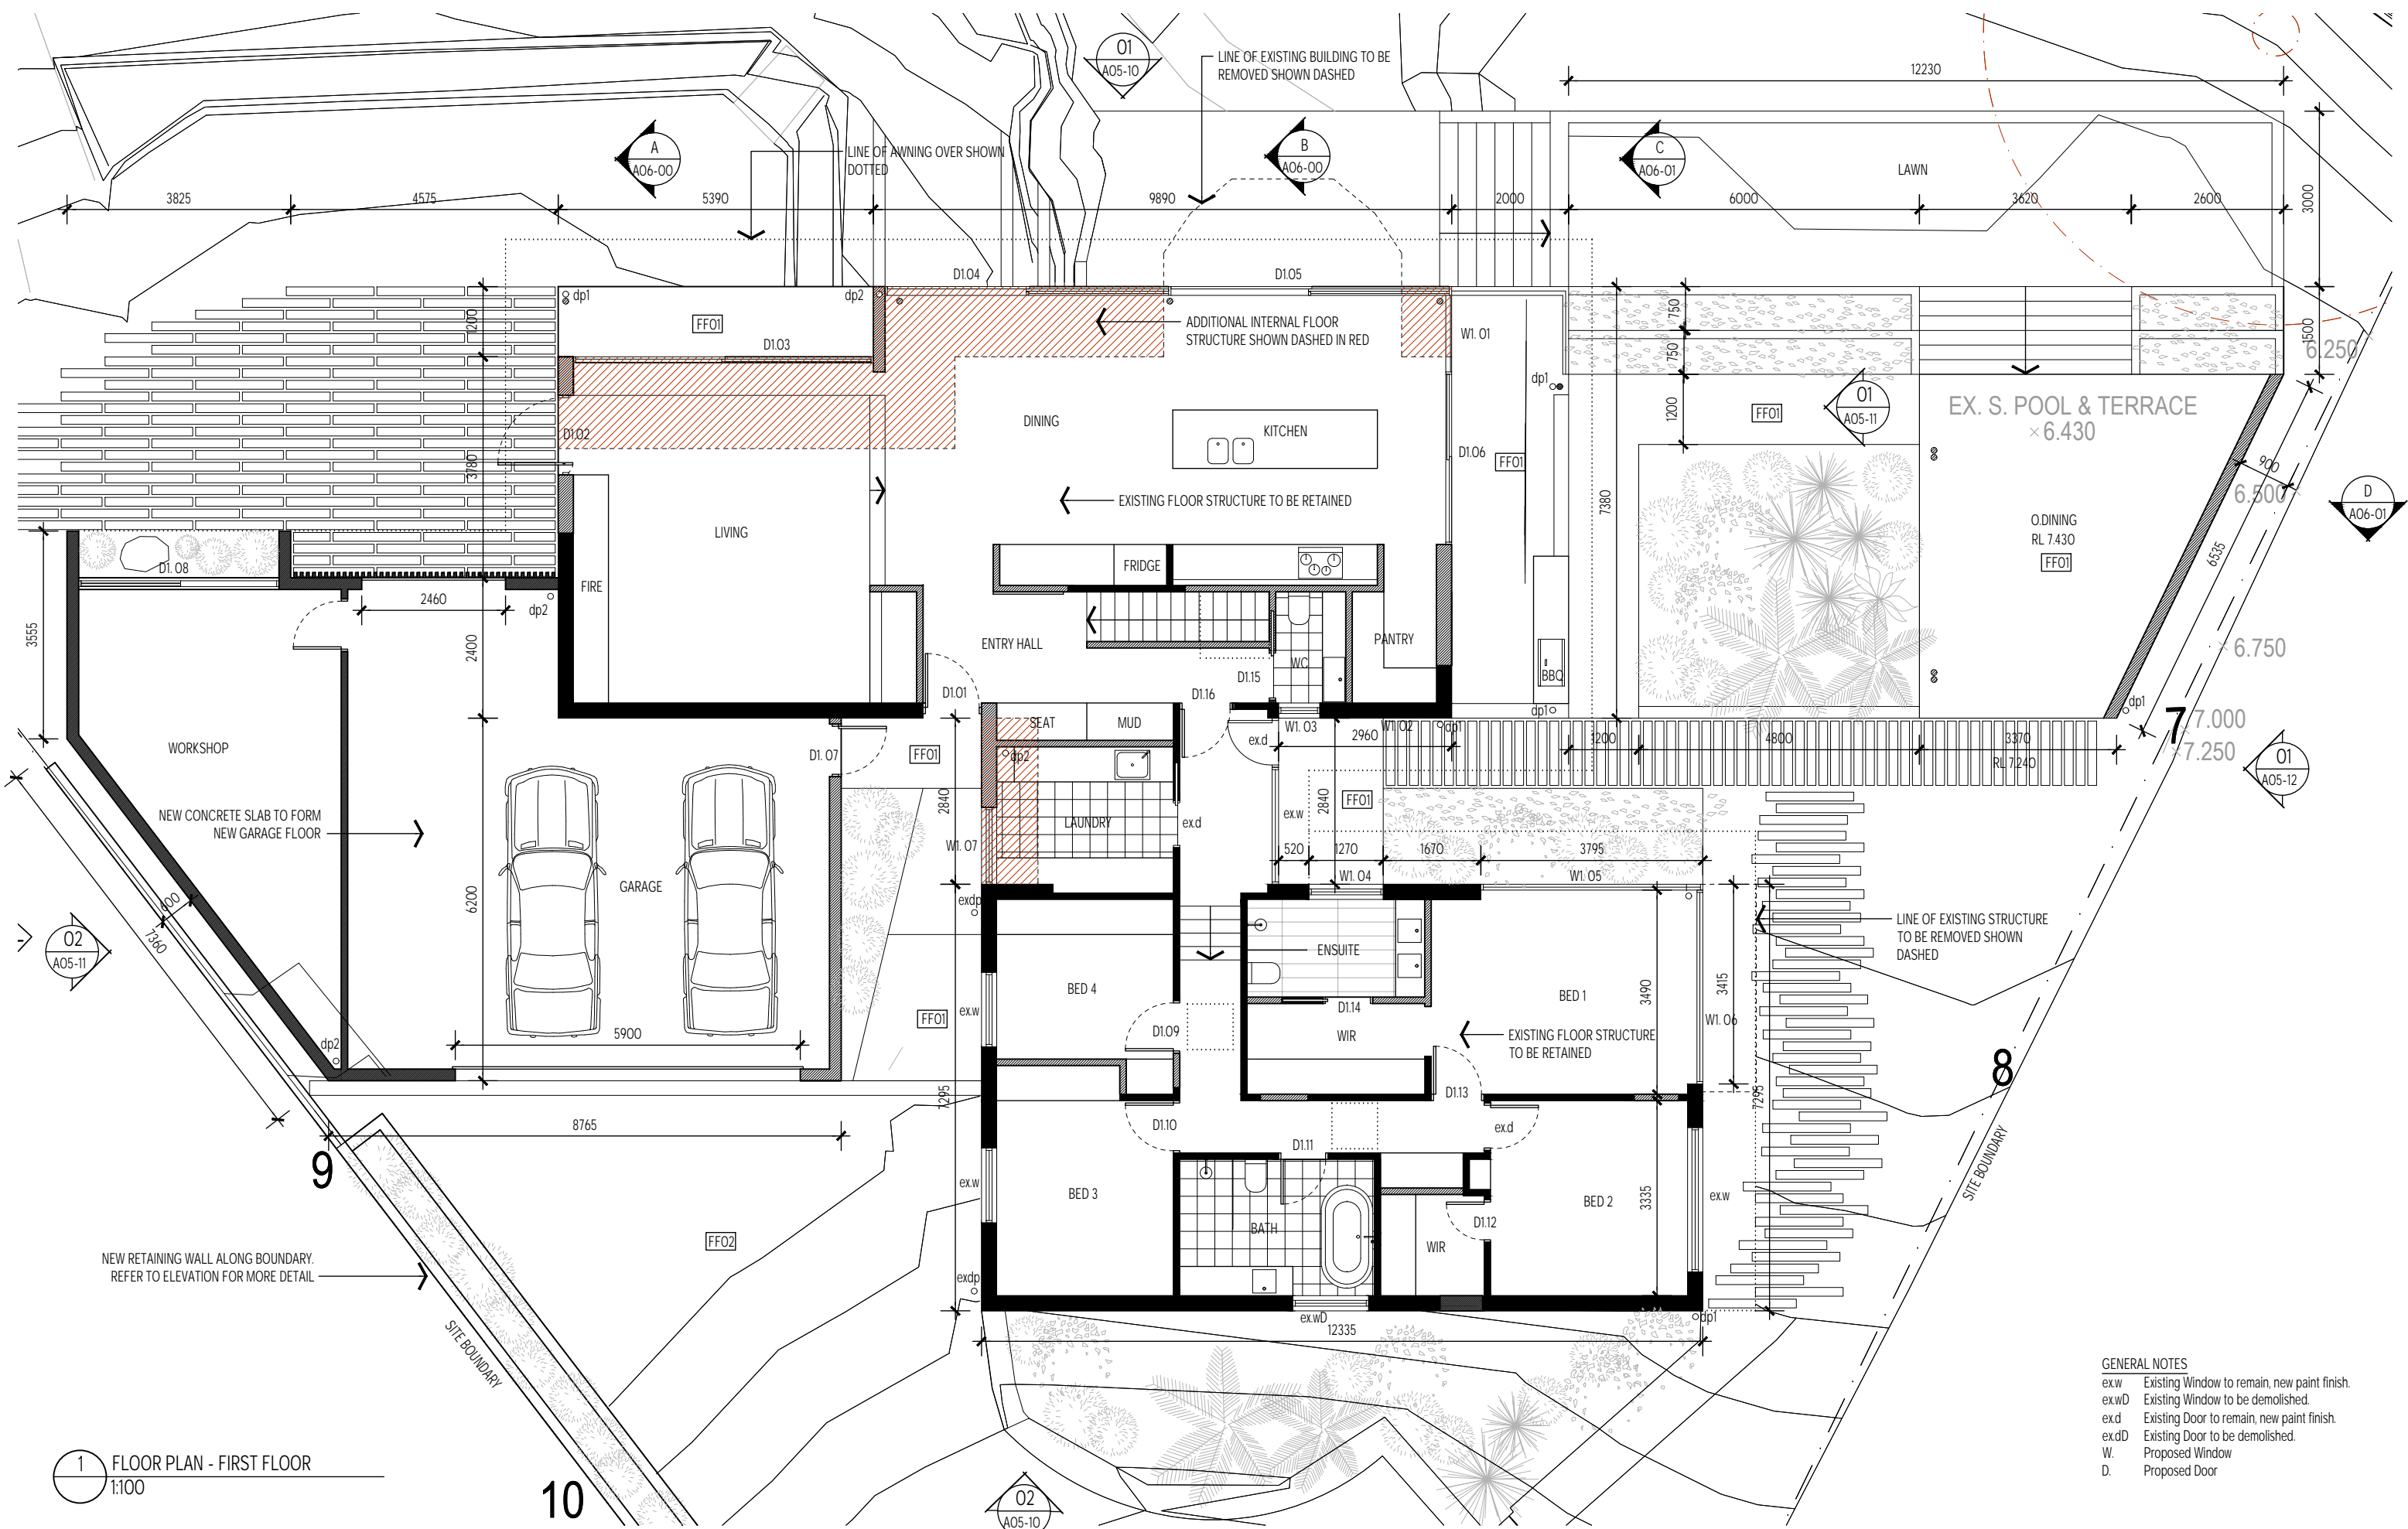 01
A05-10
LINE OF EXISTING BUILDING TO BE
REMOVED SHOWN DASHED
12230
A
A06-00
LINE OF AWNING OVER SHOWN
DOTTED
B
A06-00
C
A06-01
LAWN
3825
4575
5390
9890
2000
6000
3620
2600
3000
D1.04
D1.05
dp1
dp2
1200
FF01
D1.03
ADDITIONAL INTERNAL FLOOR
STRUCTURE SHOWN DASHED IN RED
W1. 01
750
750
1500
6.250
dp1
1200
FF01
01
A05-11
EX. S. POOL & TERRACE
×6.430
D1.02
DINING
KITCHEN
D1.06
FF01
3780
900
6.500
D
A06-01
EXISTING FLOOR STRUCTURE TO BE RETAINED
7380
LIVING
O.DINING
RL 7.430
FF01
6535
D1. 08
FRIDGE
FIRE
2460
dp2
3555
2400
ENTRY HALL
PANTRY
WC
6.750
D1.15
BBQ
D1.01
D1.16
dp1
dp1
SEAT
MUD
W1. 03
W1. 02
dp1
7
7.000
WORKSHOP
ex.d
2960
1200
4800
3370
7.250
D1. 07
FF01
dp2
RL 7.240
01
A05-12
NEW CONCRETE SLAB TO FORM
NEW GARAGE FLOOR
2840
LAUNDRY
ex.d
ex.w
2840
FF01
W1. 07
520
1270
1670
3795
W1. 04
W1. 05
GARAGE
6200
600
7360
exdp
LINE OF EXISTING STRUCTURE
TO BE REMOVED SHOWN
DASHED
02
A05-11
ENSUITE
BED 4
BED 1
3490
3415
ex.w
FF01
D1.09
D1.14
WIR
W1. 06
EXISTING FLOOR STRUCTURE
TO BE RETAINED
5900
dp2
8
7295
D1.13
7295
8765
D1.10
D1.11
ex.d
9
SITE BOUNDARY
ex.w
BED 3
BED 2
3335
ex.w
BATH
D1.12
WIR
FF02
NEW RETAINING WALL ALONG BOUNDARY.
REFER TO ELEVATION FOR MORE DETAIL
exdp
ex.wD
dp1
12335
SITE BOUNDARY
GENERAL NOTES
ex.w Existing Window to remain, new paint finish.
ex.wD Existing Window to be demolished.
ex.d Existing Door to remain, new paint finish.
ex.dD Existing Door to be demolished.
W. Proposed Window
D. Proposed Door
1
FLOOR PLAN - FIRST FLOOR
1:100
10
02
A05-10